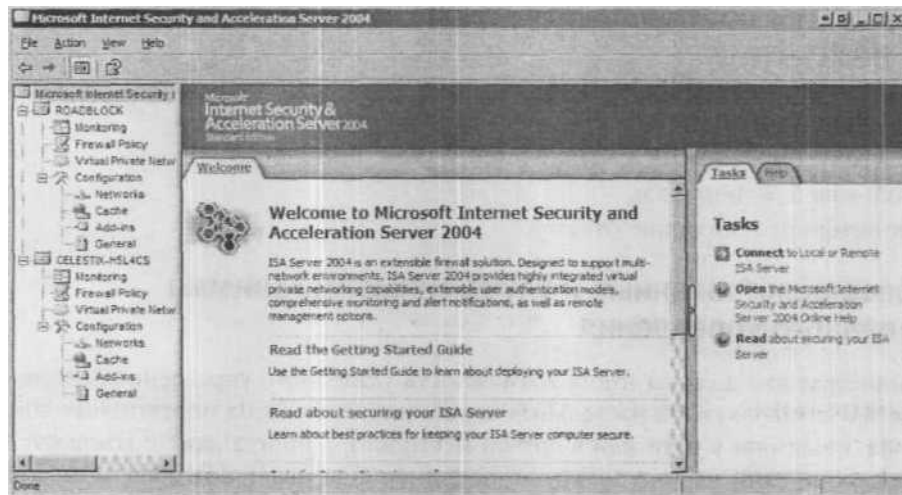 Microsoft Internet Security and Acceleration Server 2004
File Action View Help
Microsoft Internet Security
ROADBLOCK
Monitoring
Firewall Policy
Virtual Private Netw
Configuration
Networks
Cache
Add-ins
General
CELESTIX-MSL4CS
Monitoring
Firewall Policy
Virtual Private Netw
Configuration
Networks
Cache
Add-ins
General
Microsoft
Internet Security &
Acceleration Server 2004
Standard Edition
Welcome
Welcome to Microsoft Internet Security and
Acceleration Server 2004
ISA Server 2004 is an extensible firewall solution. Designed to support multi-
network environments, ISA Server 2004 provides highly integrated virtual
private networking capabilities, extensible user authentication models,
comprehensive monitoring and alert notifications, as well as remote
management options.
Read the Getting Started Guide
Use the Getting Started Guide to learn about deploying your ISA Server.
Read about securing your ISA Server
Learn about best practices for keeping your ISA Server computer secure.
Tasks Help
Tasks
Connect to Local or Remote
ISA Server
Open the Microsoft Internet
Security and Acceleration
Server 2004 Online Help
Read about securing your ISA
Server
Done